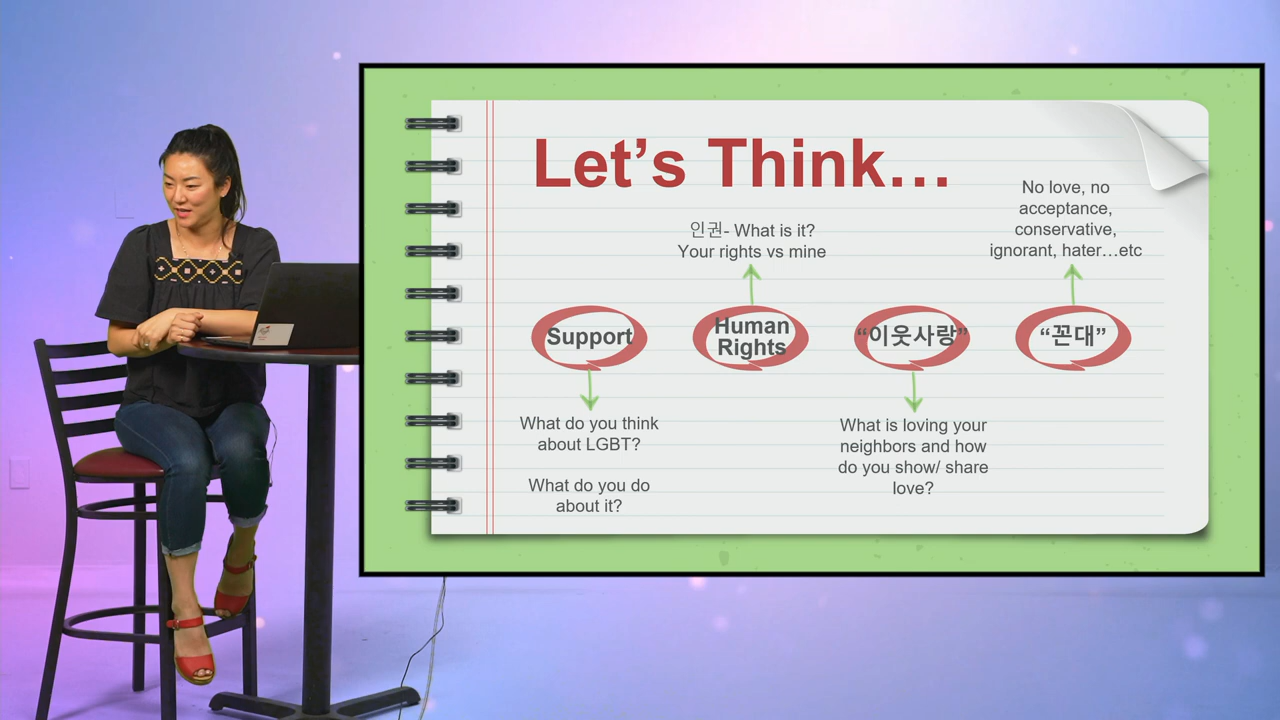 Let's Think…
No love, no
acceptance,
conservative,
ignorant, hater…etc
인권- What is it?
Your rights vs mine
Support
Human
Rights
“이웃사랑”
“꼰대”
What do you think
about LGBT?
What do you do
about it?
What is loving your
neighbors and how
do you show/ share
love?